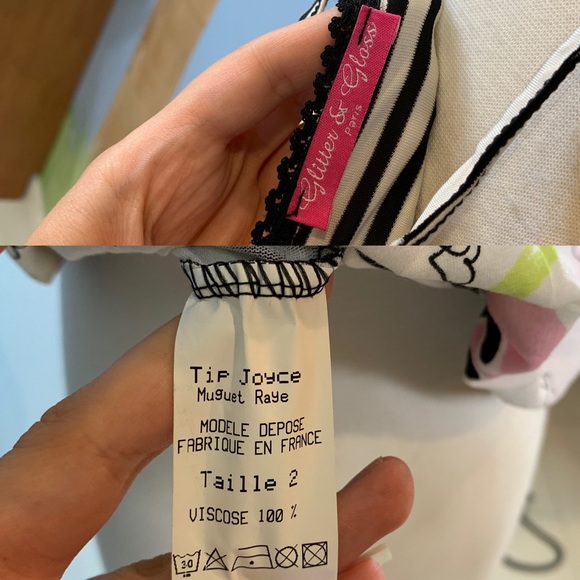 Glitter & Gloss
Paris
Tip Joyce
Muguet Raye
MODELE DEPOSE
FABRIQUE EN FRANCE
Taille 2
VISCOSE 100 %
30